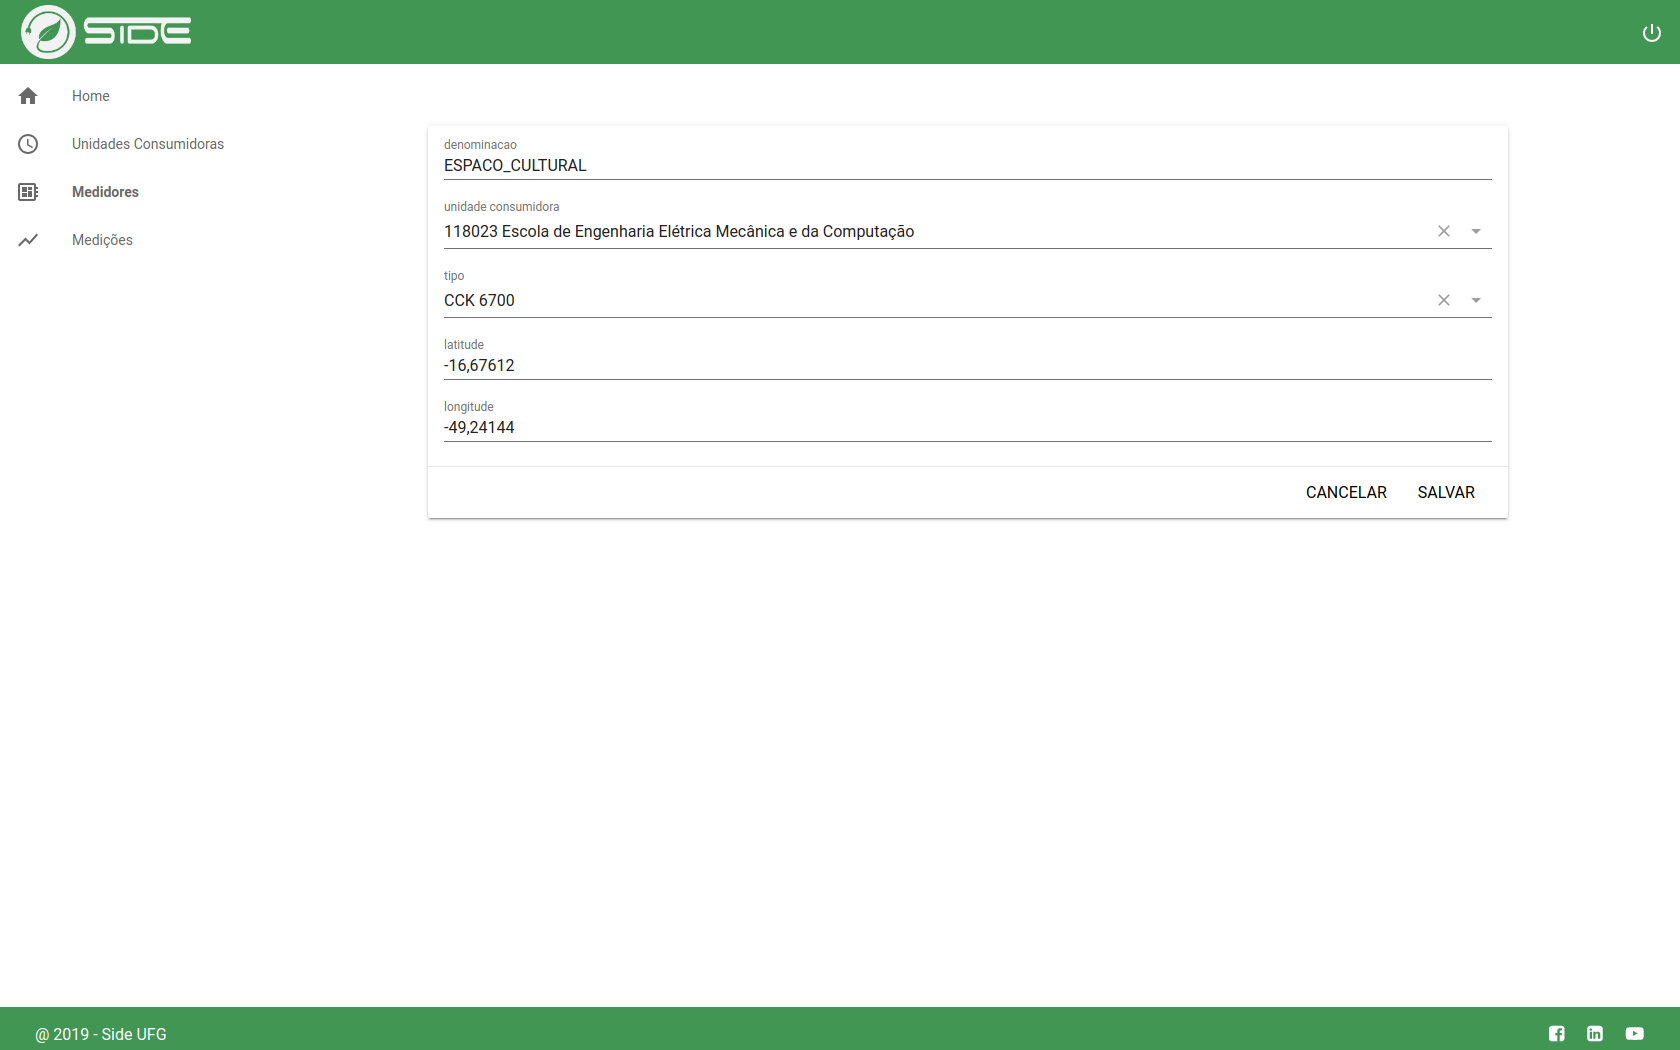 SIDE
Home
Unidades Consumidoras
Medidores
Medições
denominacao
ESPACO_CULTURAL
unidade consumidora
118023 Escola de Engenharia Elétrica Mecânica e da Computação
tipo
CCK 6700
latitude
-16,67612
longitude
-49,24144
CANCELAR SALVAR
@ 2019 - Side UFG